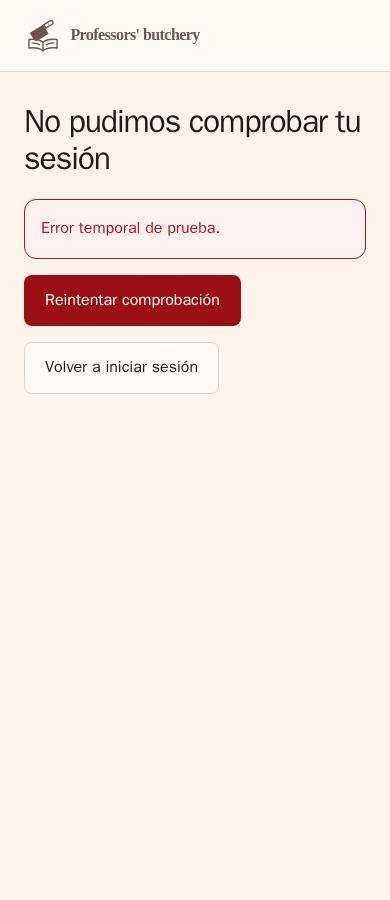 Professors' butchery
No pudimos comprobar tu
sesión
Error temporal de prueba.
Reintentar comprobación
Volver a iniciar sesión